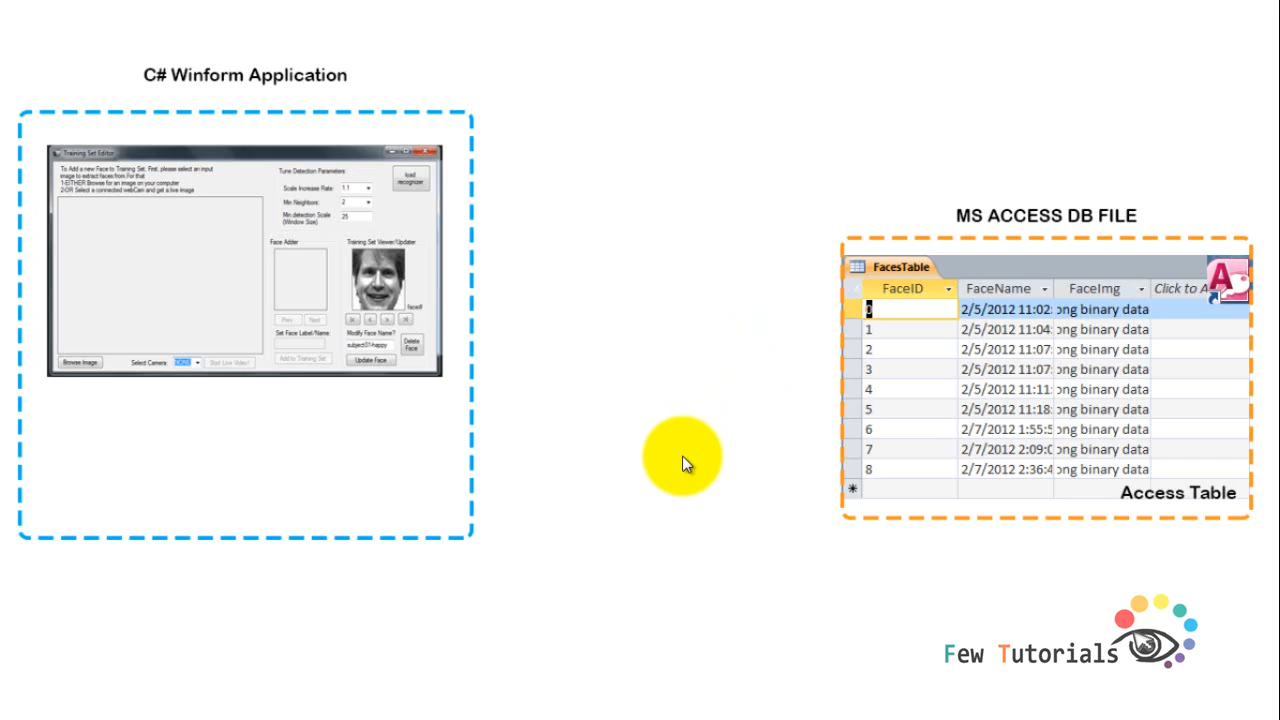 C# Winform Application
Training Set Editor
To Add a new Face to Training Set, First, please select an input
image to extract faces from.For that
1-EITHER Browse for an image on your computer
2-OR Select a connected webCam and get a live image
Tune Detection Parameters:
Scale Increase Rate: 1.1
Min Neighbors: 2
Min.detection Scale 25
(Window Size)
load
recognizer
Face Adder
Training Set Viewer/Updater
face#
Prev Next
Set Face Label/Name:
Add to Training Set
Modify Face Name?
subject01-happy
Update Face
Delete
Face
Browse Image
Select Camera: NONE
Start Live Video!
MS ACCESS DB FILE
FacesTable
FaceID FaceName FaceImg Click to A
0 2/5/2012 11:02: ong binary data
1 2/5/2012 11:04: ong binary data
2 2/5/2012 11:07: ong binary data
3 2/5/2012 11:07: ong binary data
4 2/5/2012 11:11: ong binary data
5 2/5/2012 11:18: ong binary data
6 2/7/2012 1:55:5 ong binary data
7 2/7/2012 2:09:0 ong binary data
8 2/7/2012 2:36:4 ong binary data
Access Table
Few Tutorials